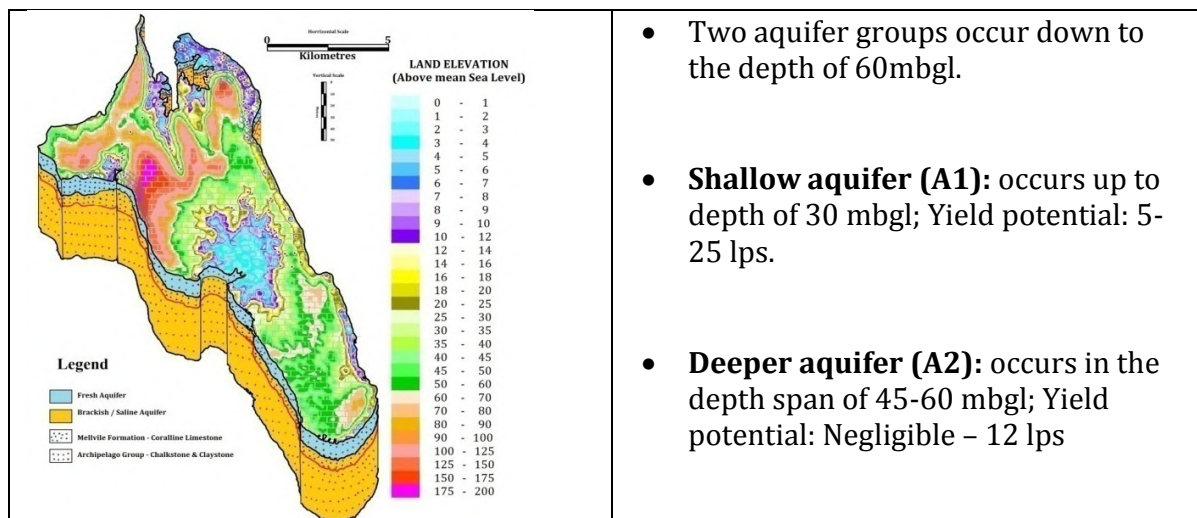 Horrizontal Scale
0 5
Kilometres
Vertical Scale
LAND ELEVATION
(Above mean Sea Level)
0 - 1
1 - 2
2 - 3
3 - 4
4 - 5
5 - 6
6 - 7
7 - 8
8 - 9
9 - 10
10 - 12
12 - 14
14 - 16
16 - 18
18 - 20
20 - 25
25 - 30
30 - 35
35 - 40
40 - 45
45 - 50
50 - 60
60 - 70
70 - 80
80 - 90
90 - 100
100 - 125
125 - 150
150 - 175
175 - 200
Legend
Fresh Aquifer
Brackish / Saline Aquifer
Mellvile Formation - Coralline Limestone
Archipelago Group - Chalkstone & Claystone
• Two aquifer groups occur down to
the depth of 60mbgl.
• Shallow aquifer (A1): occurs up to
depth of 30 mbgl; Yield potential: 5-
25 lps.
• Deeper aquifer (A2): occurs in the
depth span of 45-60 mbgl; Yield
potential: Negligible – 12 lps